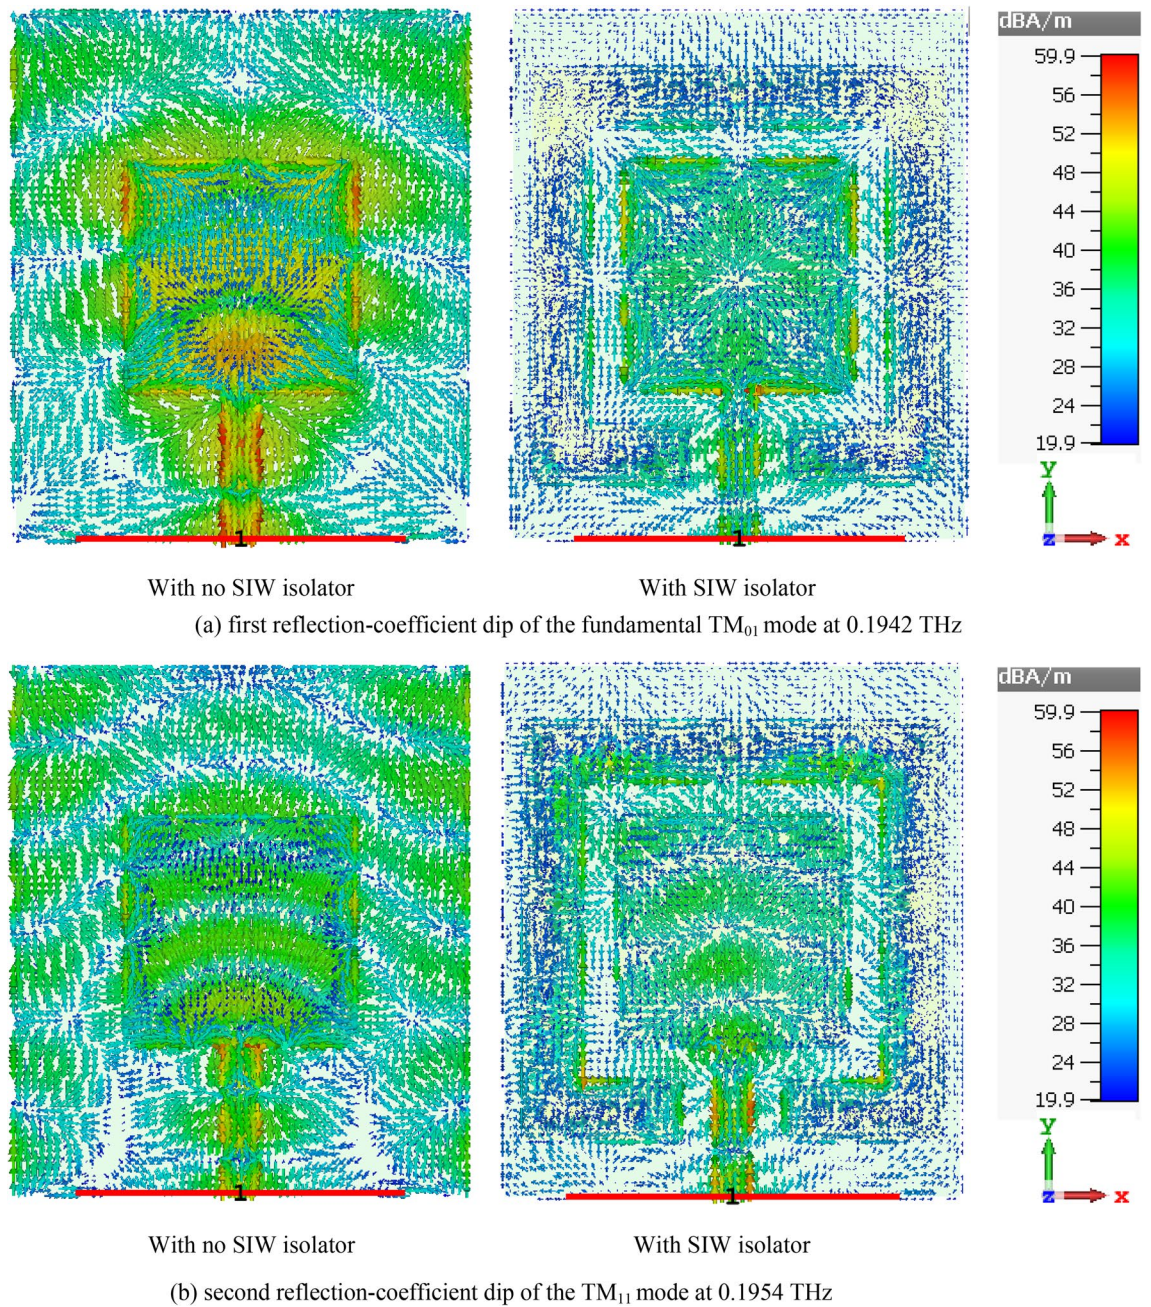 dBA/m
59.9
56
52
48
44
40
36
32
28
24
19.9
Y
z
x
1
1
With no SIW isolator
With SIW isolator
(a) first reflection-coefficient dip of the fundamental TM₀₁ mode at 0.1942 THz
dBA/m
59.9
56
52
48
44
40
36
32
28
24
19.9
Y
z
x
1
1
With no SIW isolator
With SIW isolator
(b) second reflection-coefficient dip of the TM₁₁ mode at 0.1954 THz